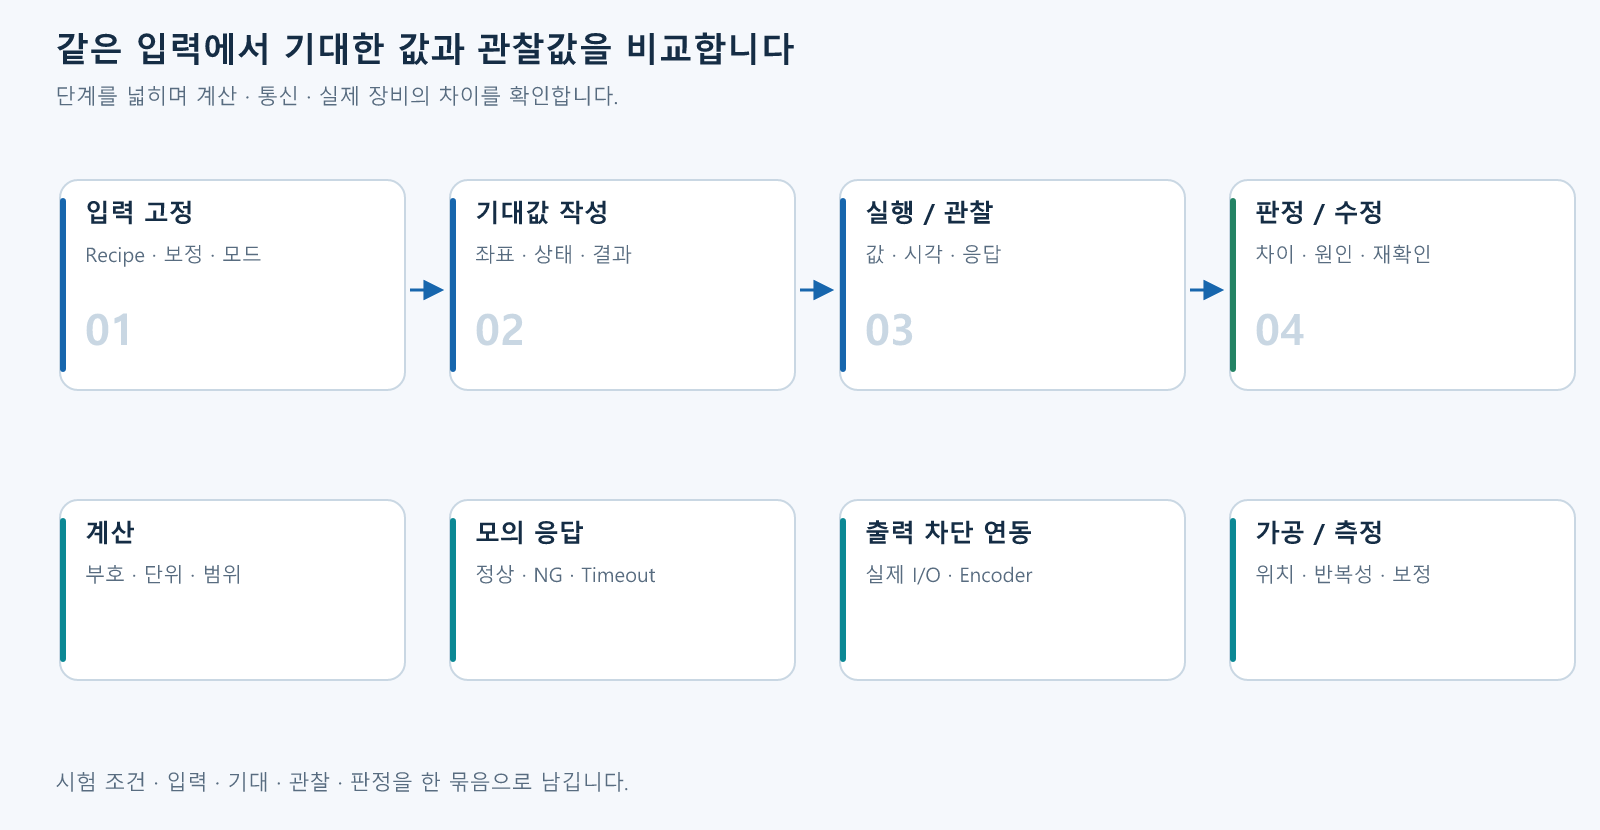 같은 입력에서 기대한 값과 관찰값을 비교합니다
단계를 넓히며 계산 · 통신 · 실제 장비의 차이를 확인합니다.
입력 고정
Recipe · 보정 · 모드
01
기대값 작성
좌표 · 상태 · 결과
02
실행 / 관찰
값 · 시각 · 응답
03
판정 / 수정
차이 · 원인 · 재확인
04
계산
부호 · 단위 · 범위
모의 응답
정상 · NG · Timeout
출력 차단 연동
실제 I/O · Encoder
가공 / 측정
위치 · 반복성 · 보정
시험 조건 · 입력 · 기대 · 관찰 · 판정을 한 묶음으로 남깁니다.